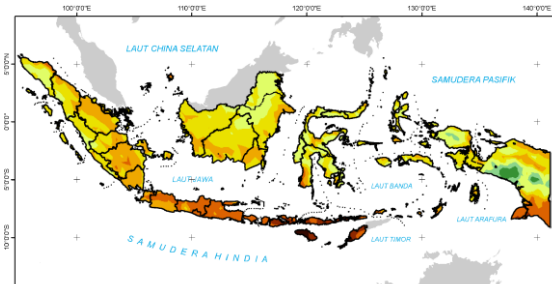 100°0'0"E 110°0'0"E 120°0'0"E 130°0'0"E 140°0'0"E
LAUT CHINA SELATAN
5°0'0"N
SAMUDERA PASIFIK
0°0'0"
LAUT JAWA
LAUT BANDA
5°0'0"S
LAUT ARAFURA
10°0'0"S
LAUT TIMOR
SAMUDERA HINDIA